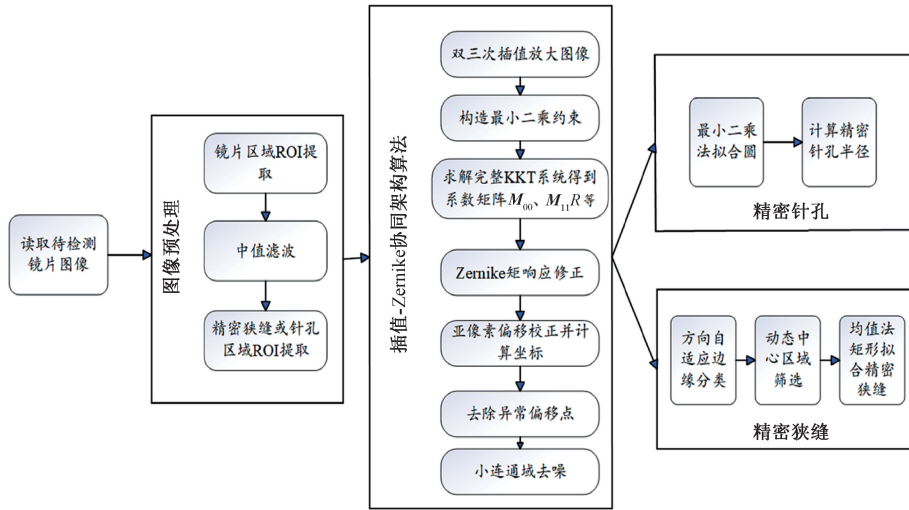 读取待检测
镜片图像
图像预处理
镜片区域ROI提
取
中值滤波
精密狭缝或针孔
区域ROI提取
插值-Zernike协同架构算法
双三次插值放大图像
构造最小二乘约束
求解完整KKT系统得到
系数矩阵M00、M11R等
Zernike矩响应修正
亚像素偏移校正并计
算坐标
去除异常偏移点
小连通域去噪
最小二乘
法拟合圆
计算精密
针孔半径
精密针孔
方向自
适应边
缘分类
动态中
心区域
筛选
均值法
矩形拟
合精密
狭缝
精密狭缝